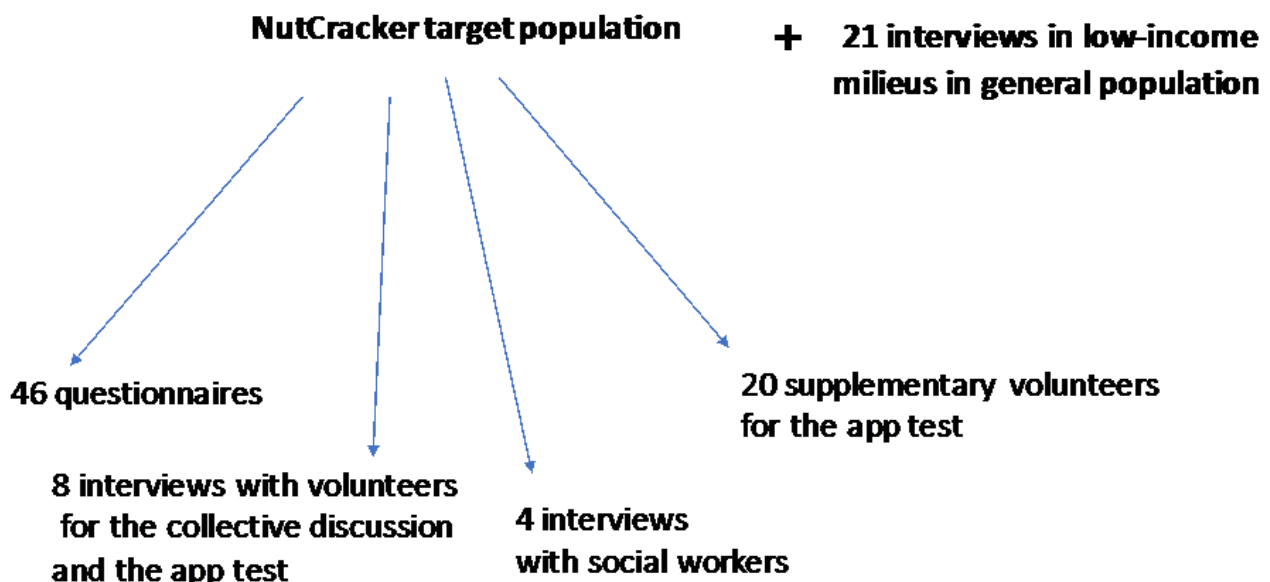 NutCracker target population
+ 21 interviews in low-income
milieus in general population
46 questionnaires
20 supplementary volunteers
for the app test
8 interviews with volunteers
for the collective discussion
and the app test
4 interviews
with social workers